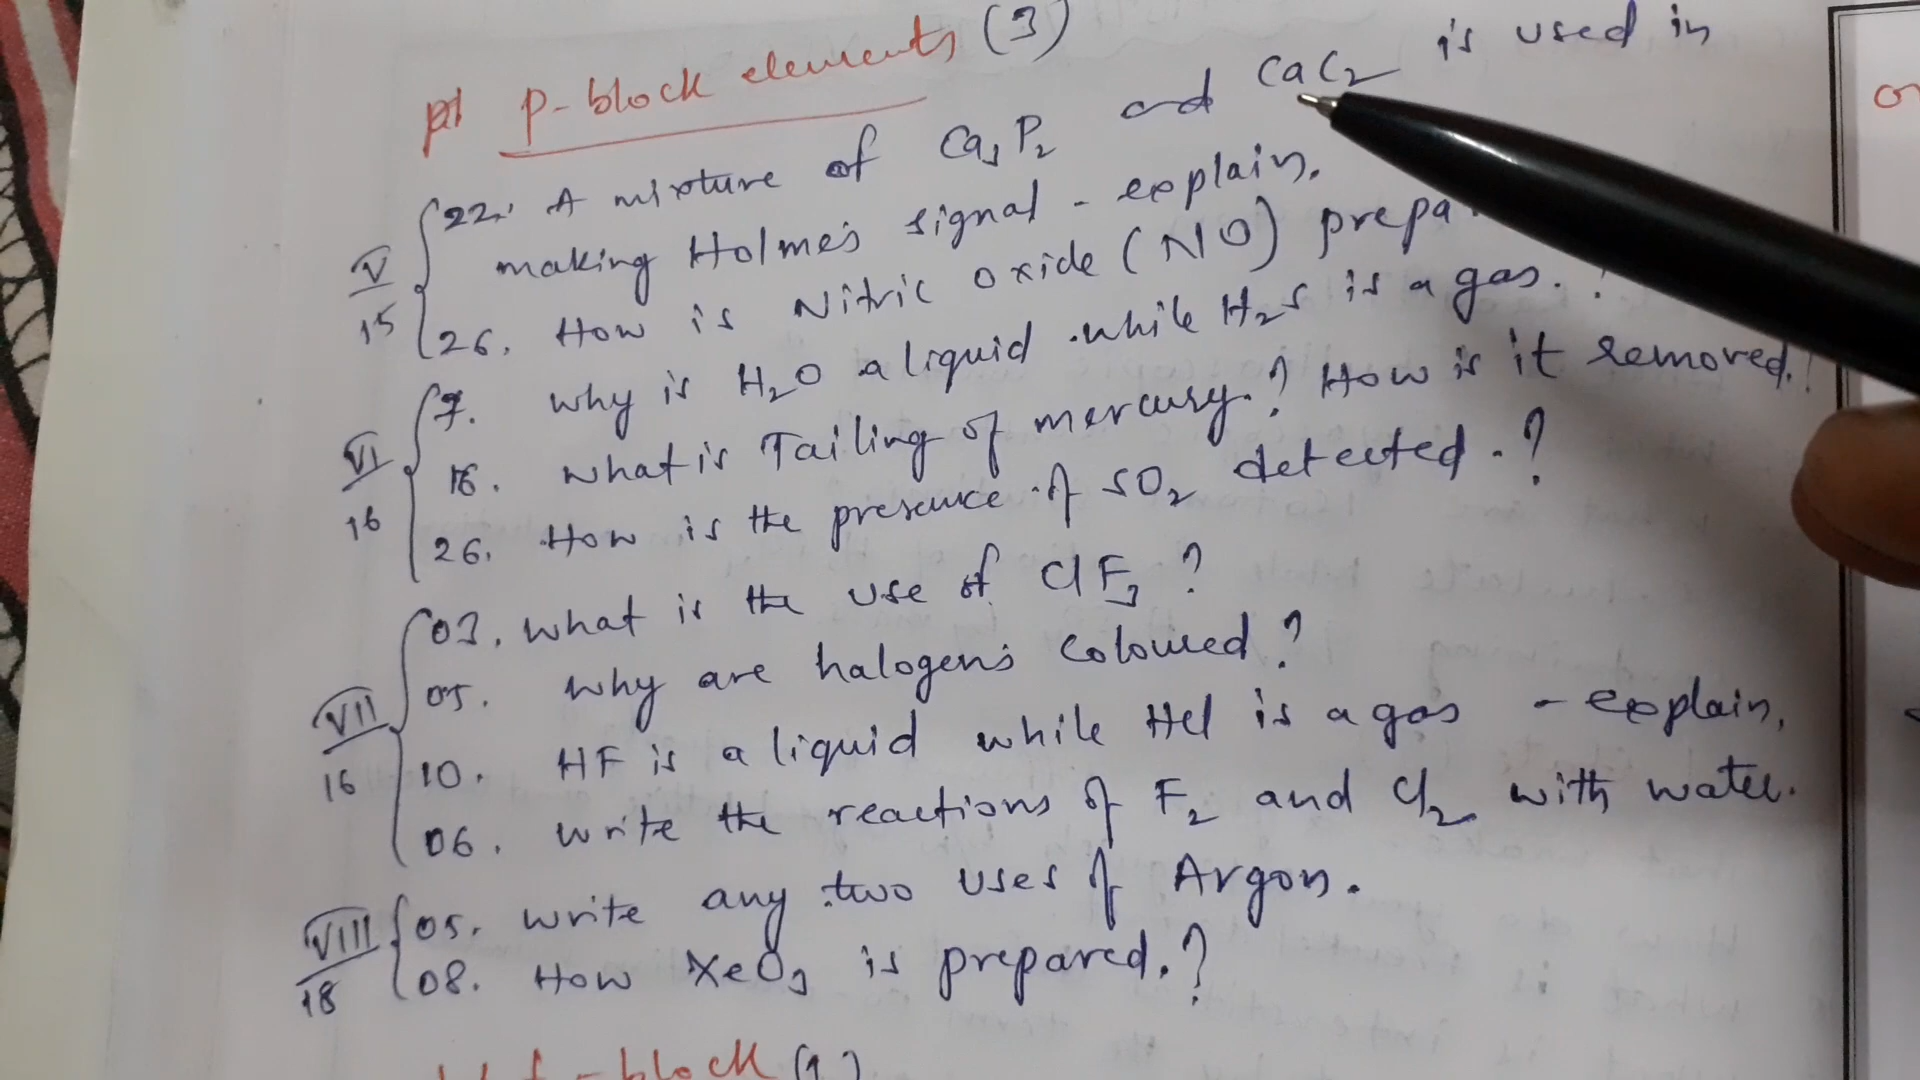 p-block elements (3)
22. A mixture of Ca3P2 and CaC2 is used in
making Holme's signal - explain.
26. How is Nitric oxide (NO) prepa
V
15
7. Why is H2O a liquid while H2S is a gas.?
16. What is Tailing of mercury.? How is it removed.?
26. How is the presence of SO2 detected.?
VI
16
03. What is the use of ClF3?
05. Why are halogens coloured?
10. HF is a liquid while HCl is a gas - explain.
06. Write the reactions of F2 and Cl2 with water.
VII
16
05. Write any two uses of Argon.
08. How XeO3 is prepared.?
VIII
18
f-block (1)